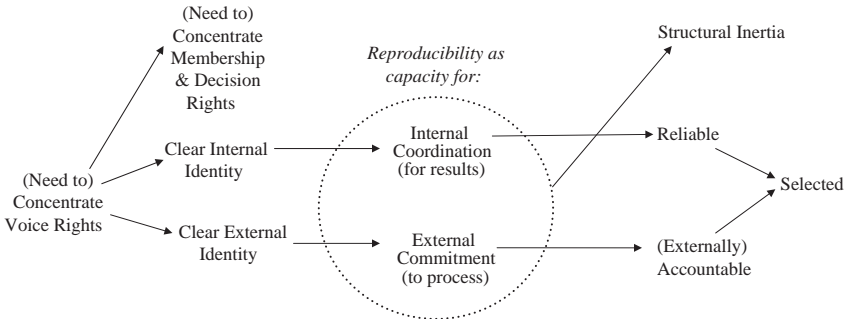 (Need to)
Concentrate
Membership
& Decision
Rights
Reproducibility as
capacity for:
Structural Inertia
Clear Internal
Identity
Internal
Coordination
(for results)
Reliable
(Need to)
Concentrate
Voice Rights
Selected
Clear External
Identity
External
Commitment
(to process)
(Externally)
Accountable